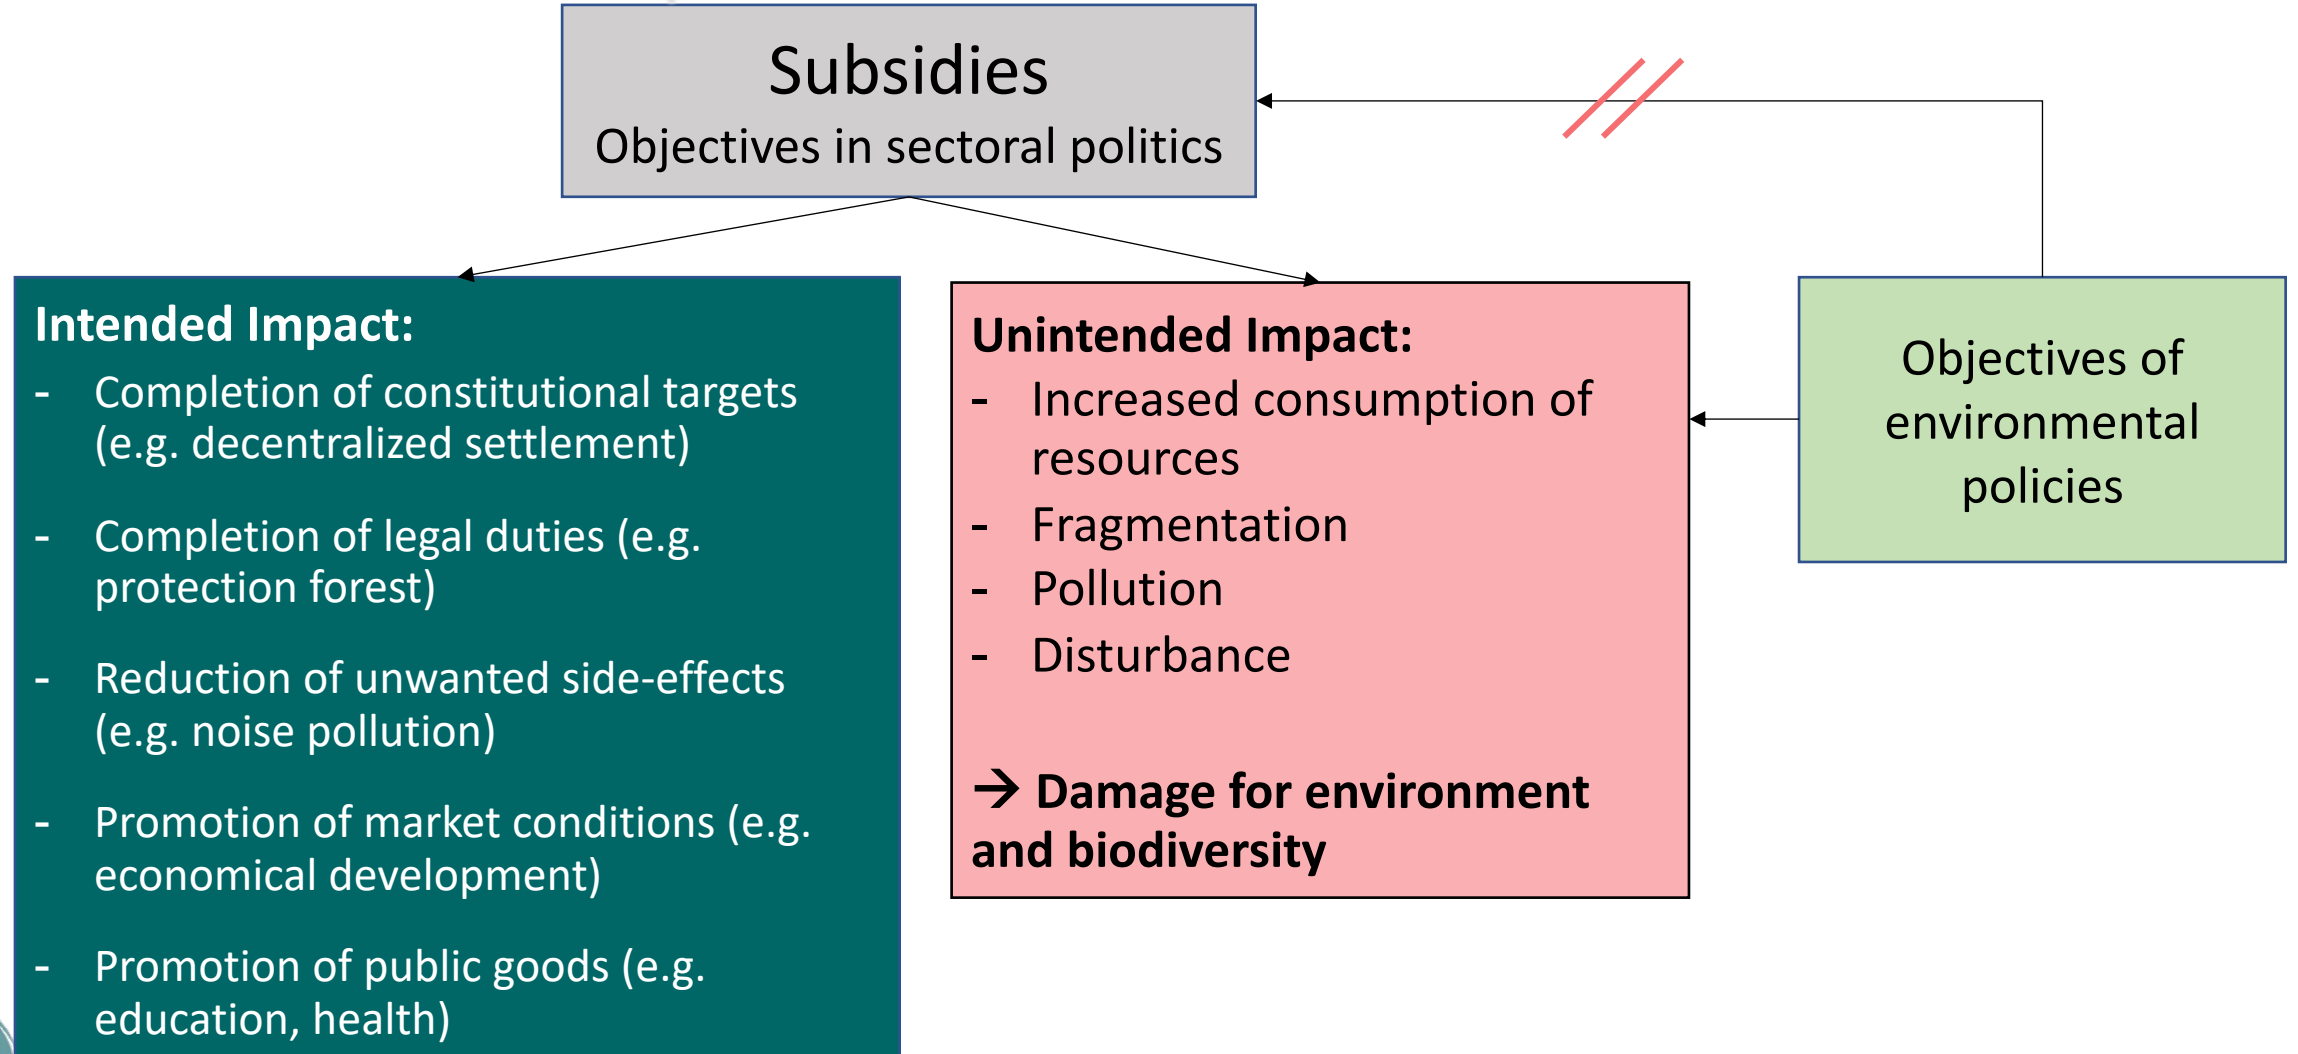 Subsidies
Objectives in sectoral politics
Intended Impact:
- Completion of constitutional targets
(e.g. decentralized settlement)
- Completion of legal duties (e.g.
protection forest)
- Reduction of unwanted side-effects
(e.g. noise pollution)
- Promotion of market conditions (e.g.
economical development)
- Promotion of public goods (e.g.
education, health)
Unintended Impact:
- Increased consumption of
resources
- Fragmentation
- Pollution
- Disturbance
→ Damage for environment
and biodiversity
Objectives of
environmental
policies